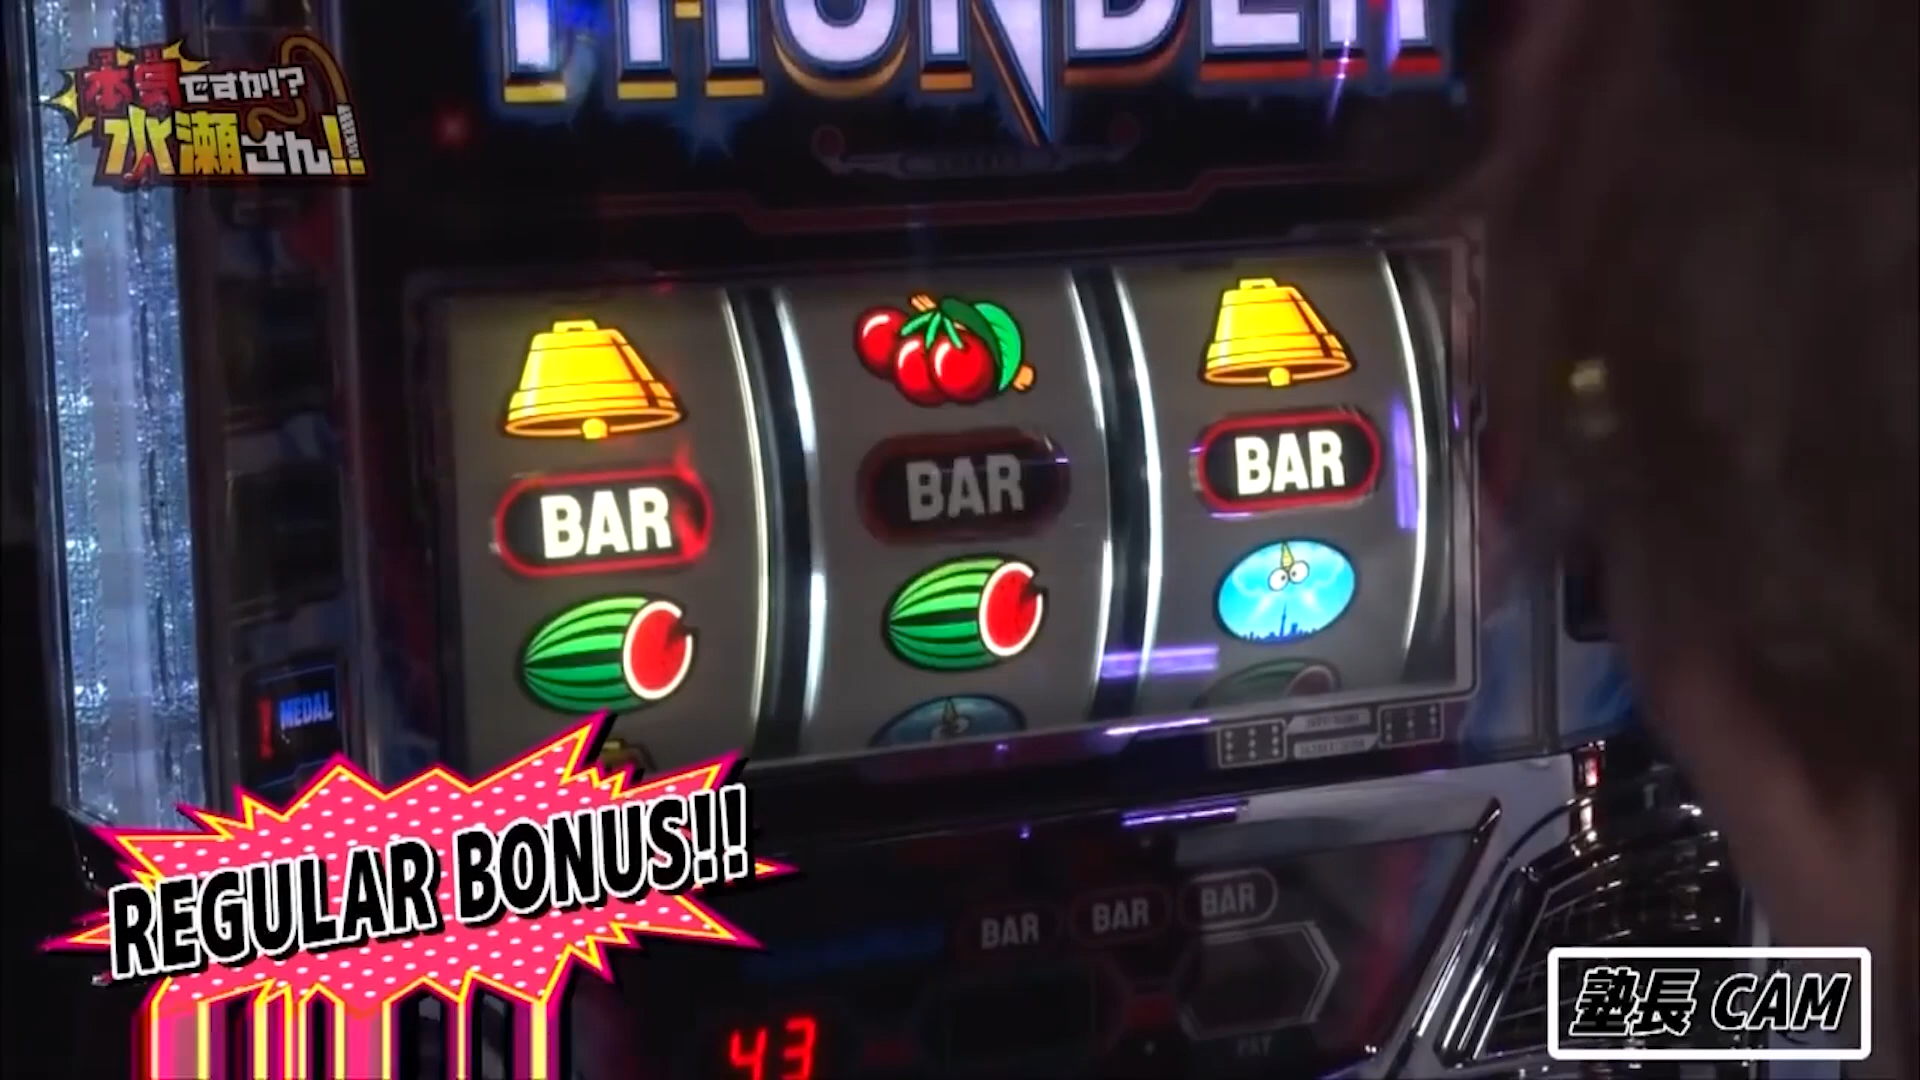 THUNDER
本気ですか!?
水瀬さん!!
BAR BAR BAR
MEDAL
REGULAR BONUS!!
BAR BAR BAR
塾長 CAM
43
PAY